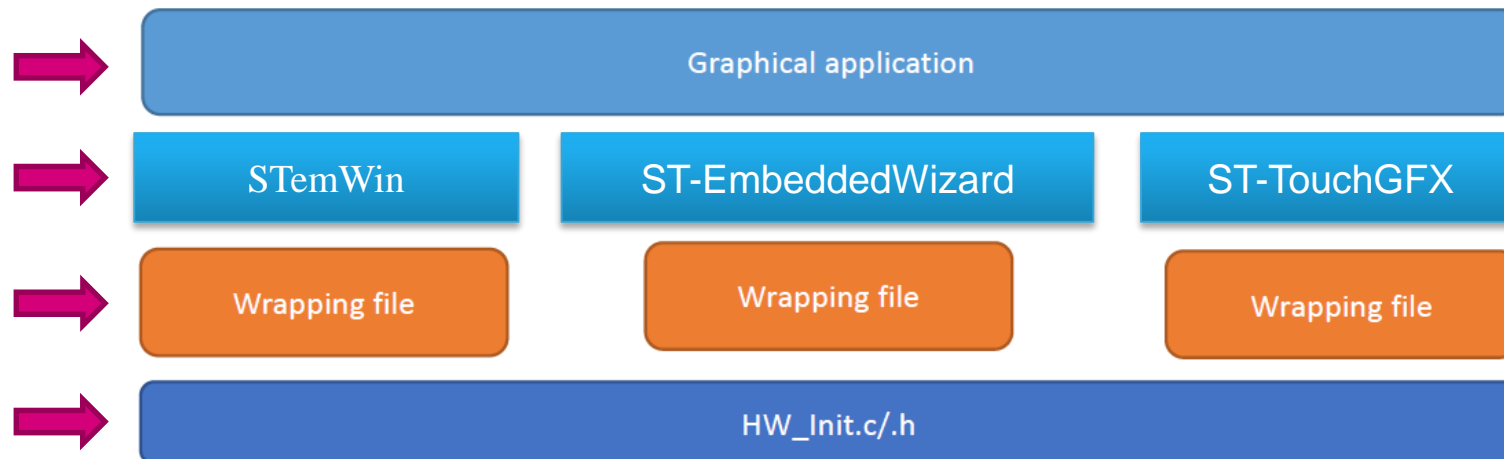 Graphical application
STemWin
ST-EmbeddedWizard
ST-TouchGFX
Wrapping file
Wrapping file
Wrapping file
HW_Init.c/.h